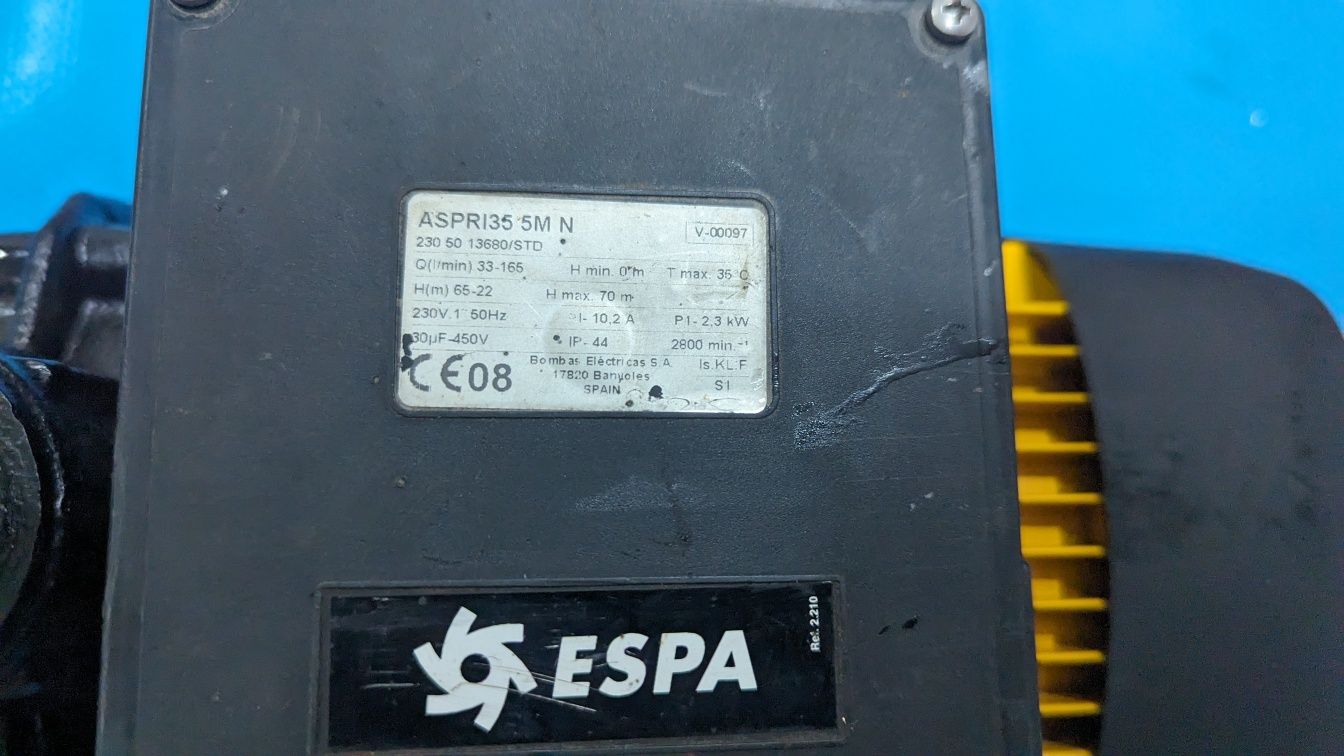 ASPRI35 5M N
V-00097
230 50 13680/STD
Q(l/min) 33-165 H min. 0 m T max. 35°C
H(m) 65-22 H max. 70 m
230V.1~50Hz I- 10,2 A P1- 2,3 kW
30µF-450V IP- 44 2800 min.-1
CE08 Bombas Eléctricas S.A. Is.KL.F
17820 Banyoles S1
SPAIN
Ref. 2.210
ESPA